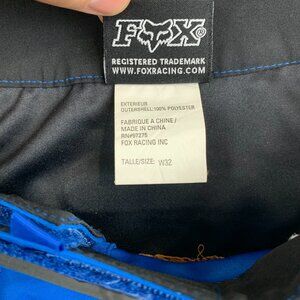 FOX
REGISTERED TRADEMARK
WWW.FOXRACING.COM
EXTERIEUR
OUTERSHELL:100% POLYESTER
FABRIQUE A CHINE /
MADE IN CHINA
RN#97275
FOX RACING INC
TALLE/SIZE: W32